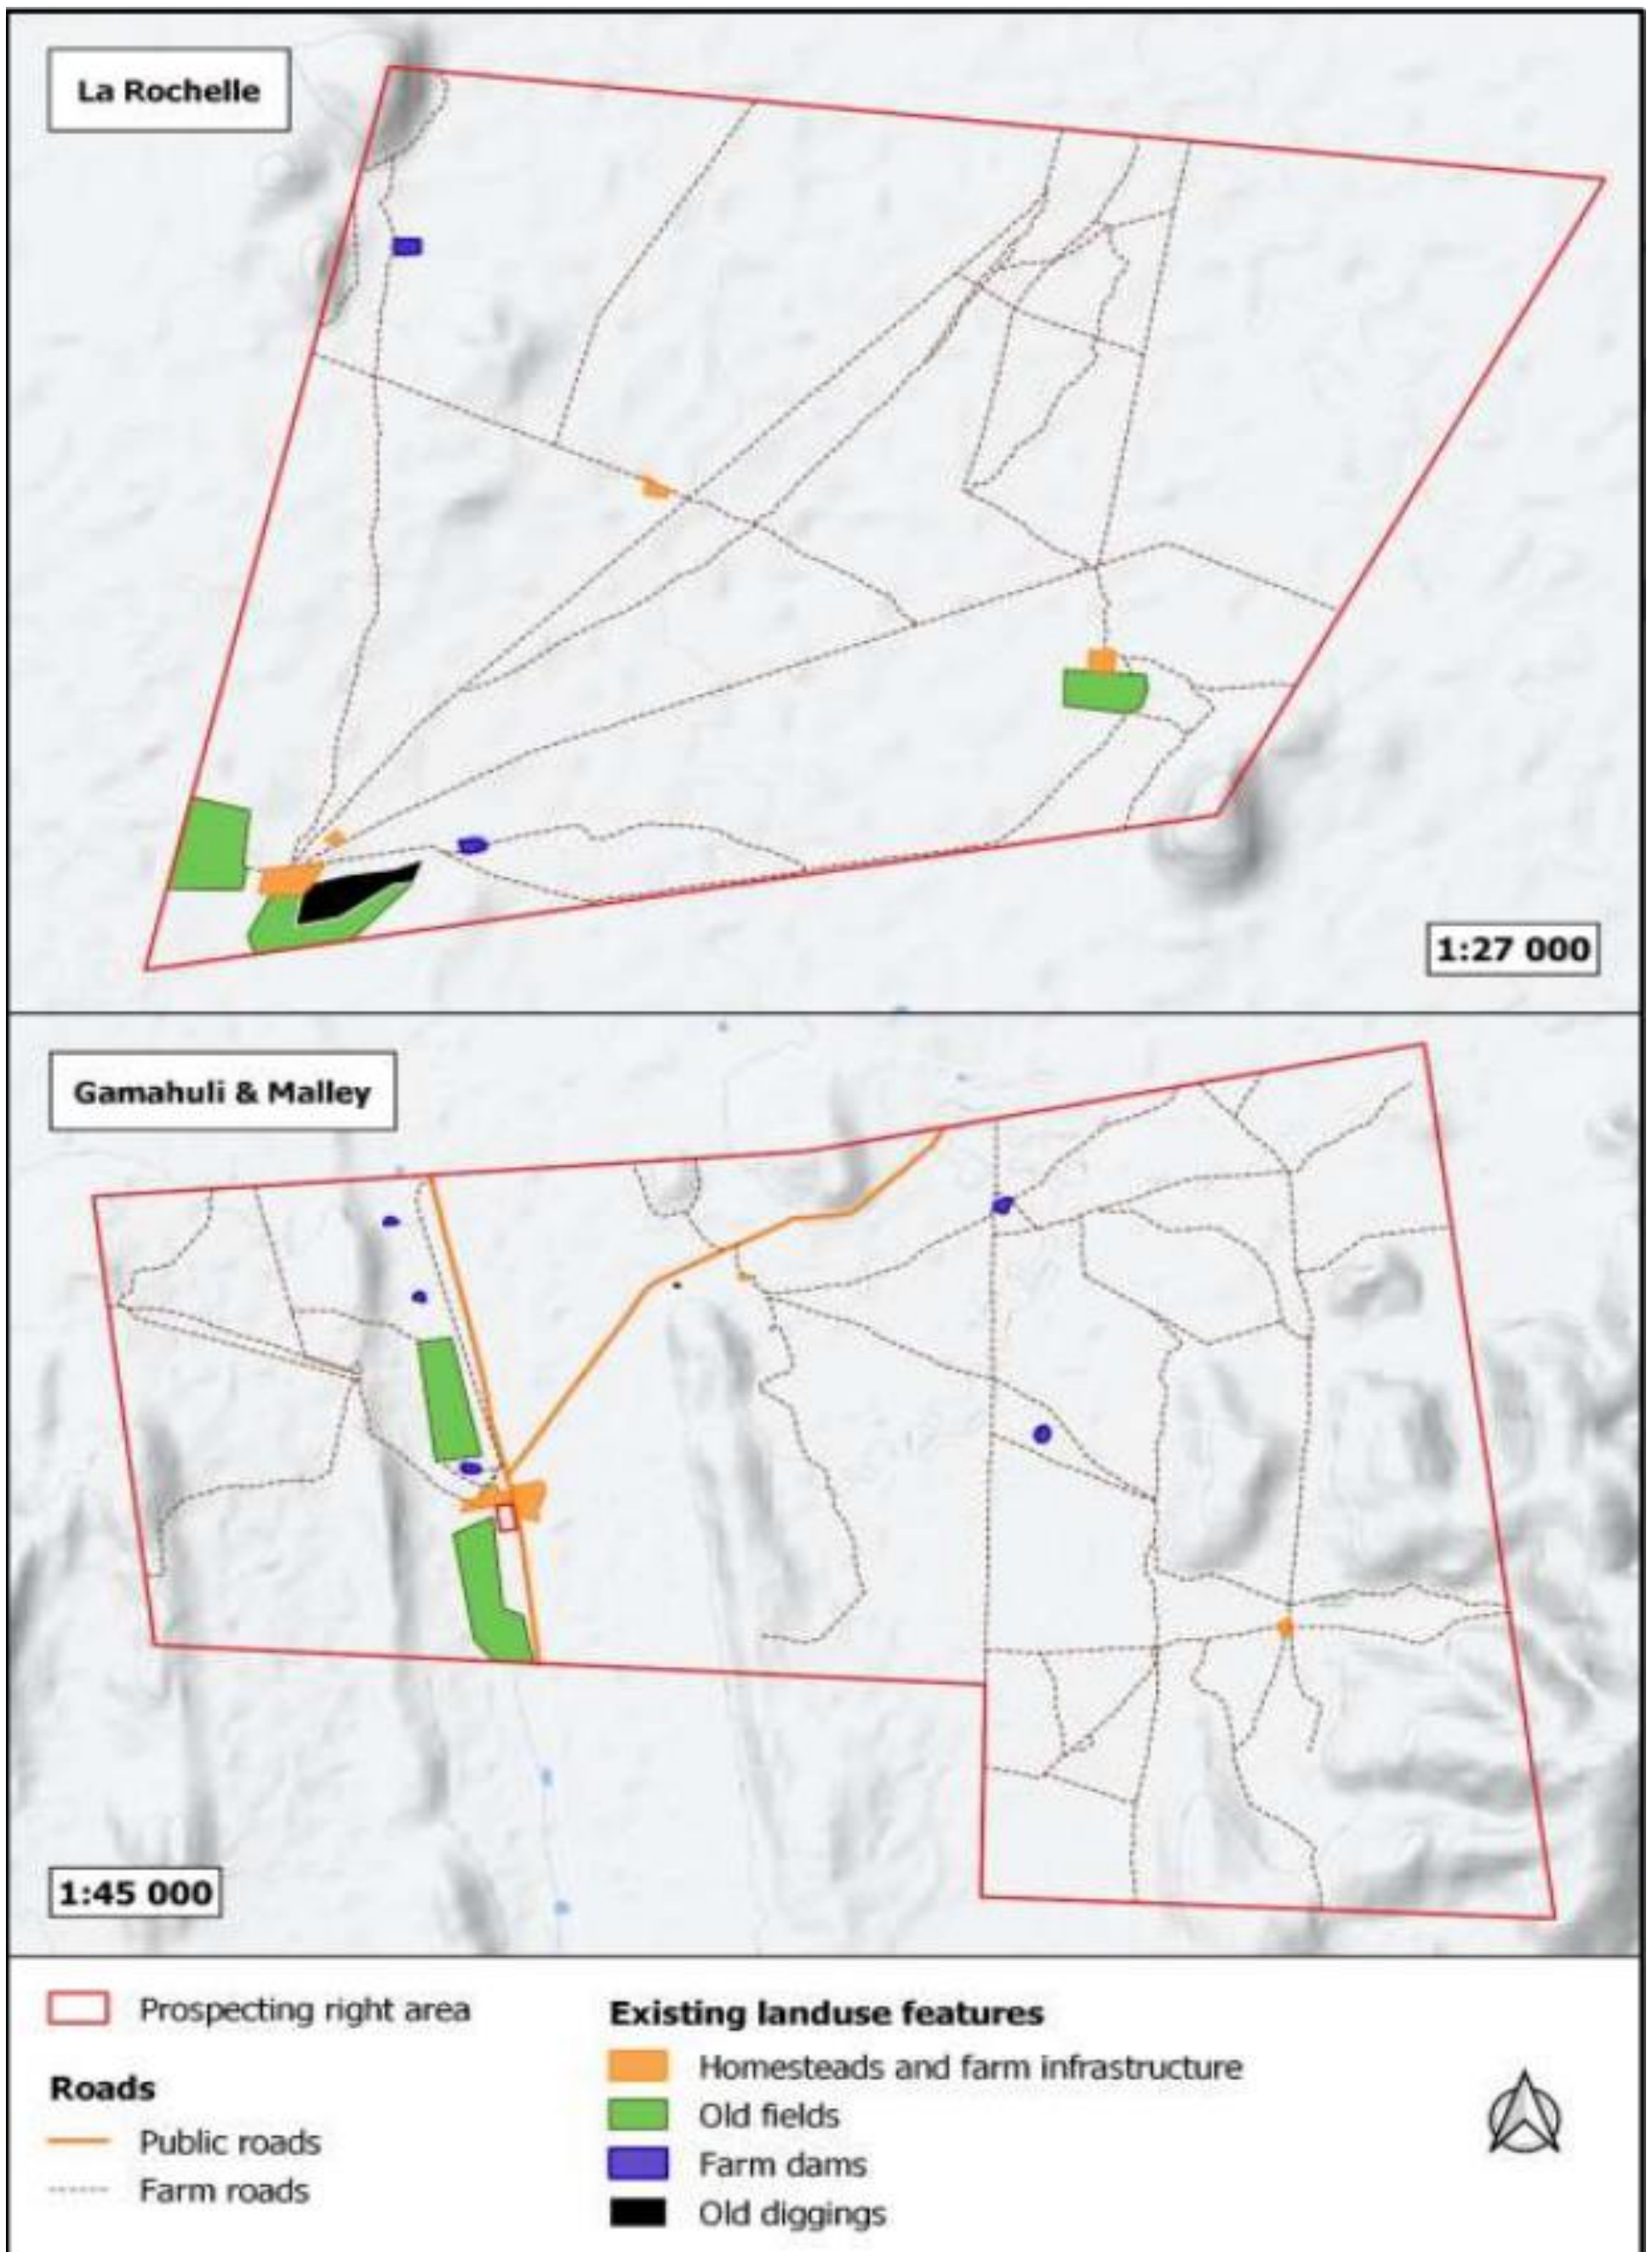 La Rochelle
1:27 000
Gamahuli & Malley
1:45 000
Prospecting right area
Roads
Public roads
Farm roads
Existing landuse features
Homesteads and farm infrastructure
Old fields
Farm dams
Old diggings